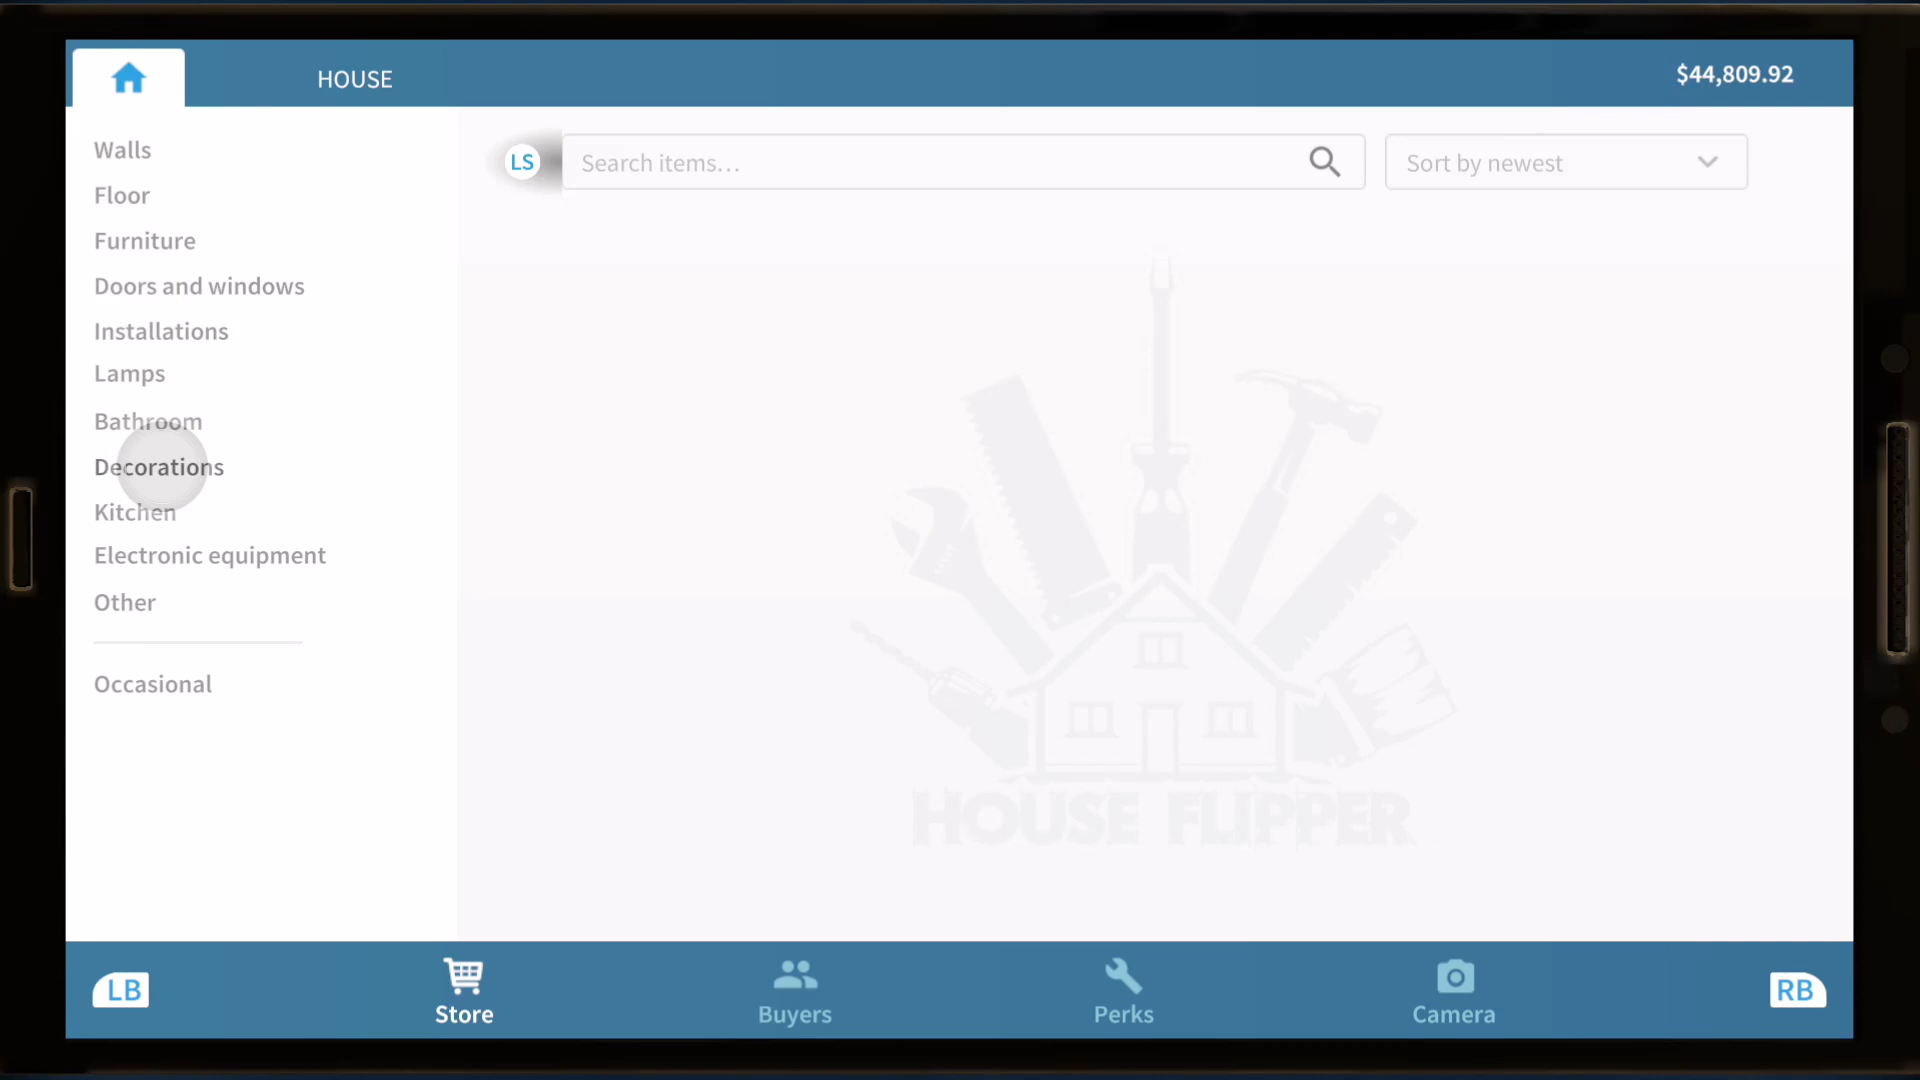 HOUSE
$44,809.92
Walls
Floor
Furniture
Doors and windows
Installations
Lamps
Bathroom
Decorations
Kitchen
Electronic equipment
Other
Occasional
LS
Search items...
Sort by newest
HOUSE FLIPPER
LB
Store
Buyers
Perks
Camera
RB